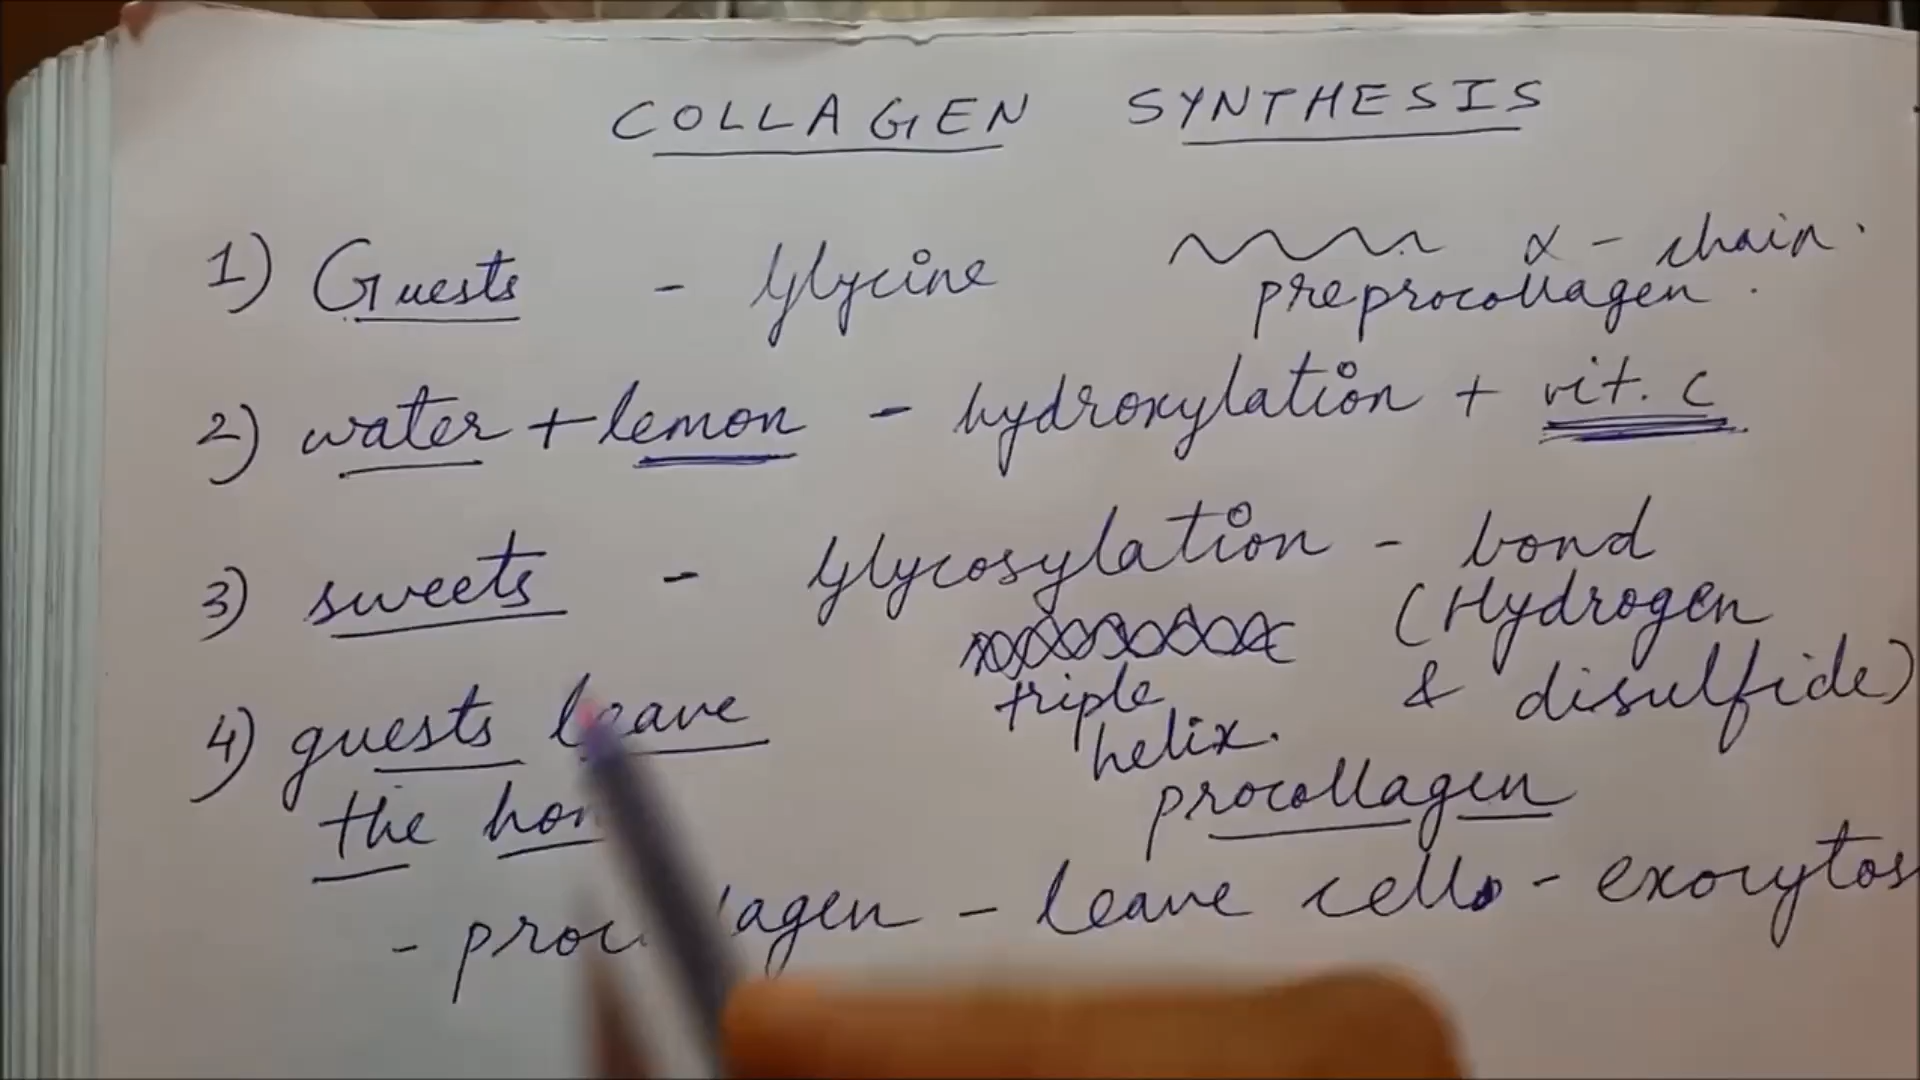 COLLAGEN SYNTHESIS
1) Guests - Glycine α - chain.
preprocollagen.
2) water + lemon - hydroxylation + vit. C
3) sweets - Glycosylation - bond
(Hydrogen
& disulfide)
triple
helix.
procollagen
4) guests leave
the
- leave cells - exocytos